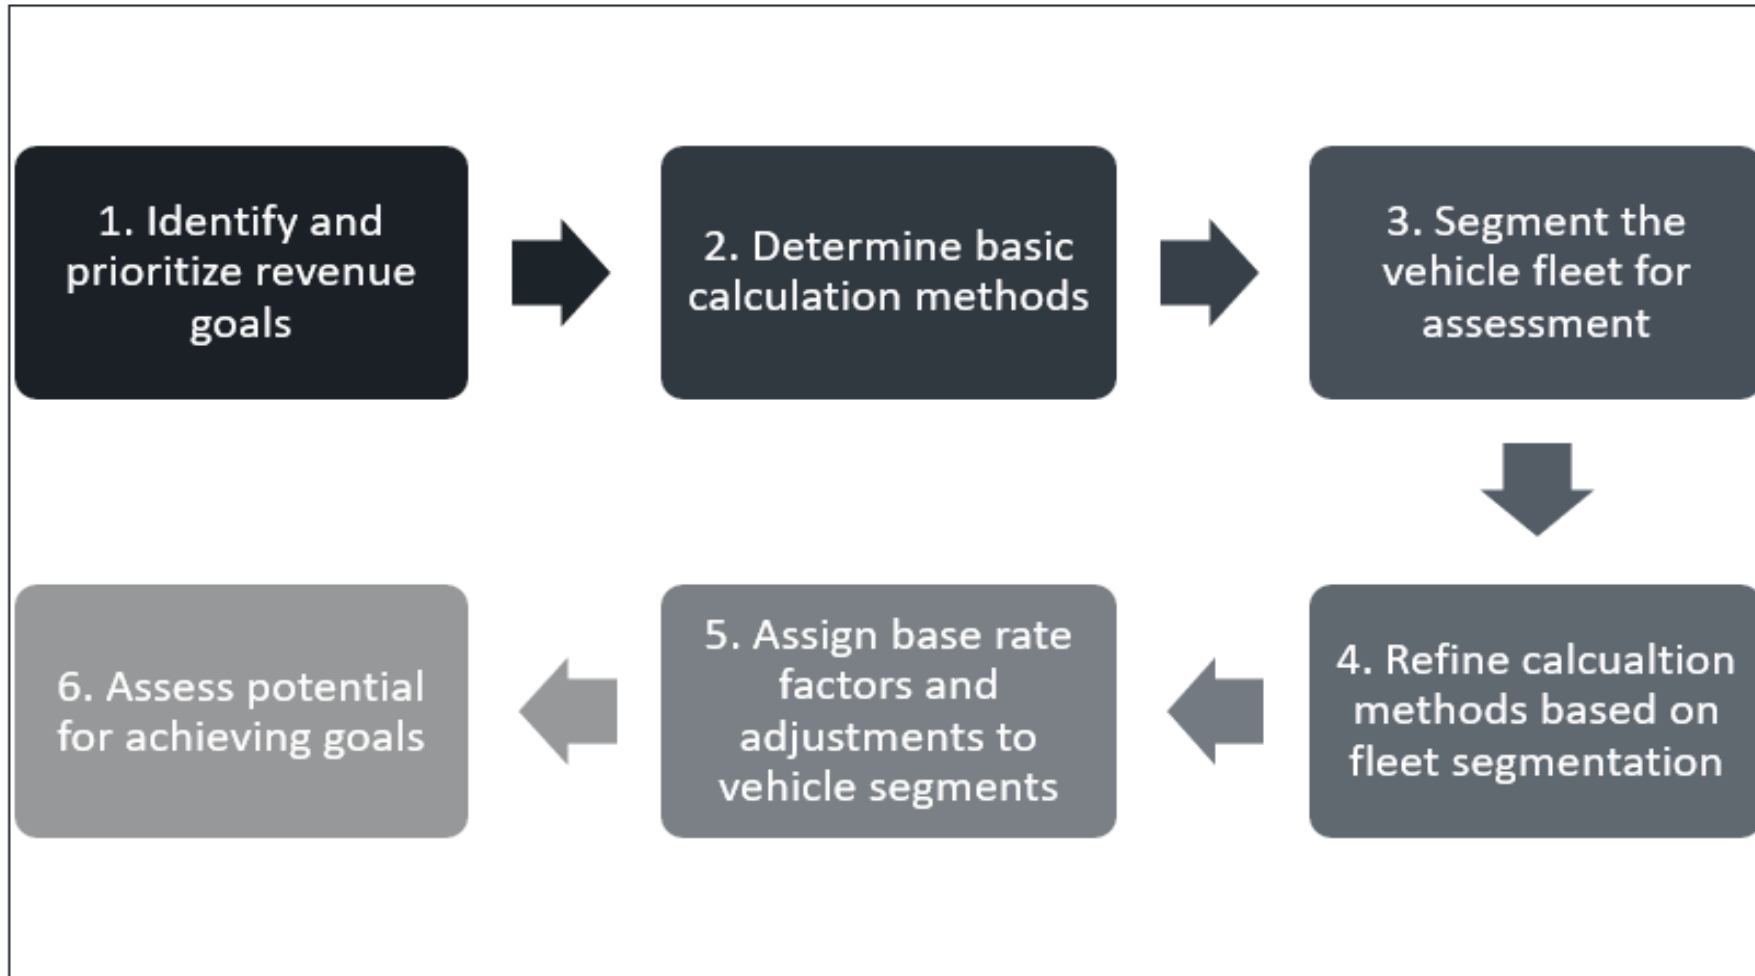 1. Identify and
prioritize revenue
goals
2. Determine basic
calculation methods
3. Segment the
vehicle fleet for
assessment
4. Refine calcualtion
methods based on
fleet segmentation
5. Assign base rate
factors and
adjustments to
vehicle segments
6. Assess potential
for achieving goals